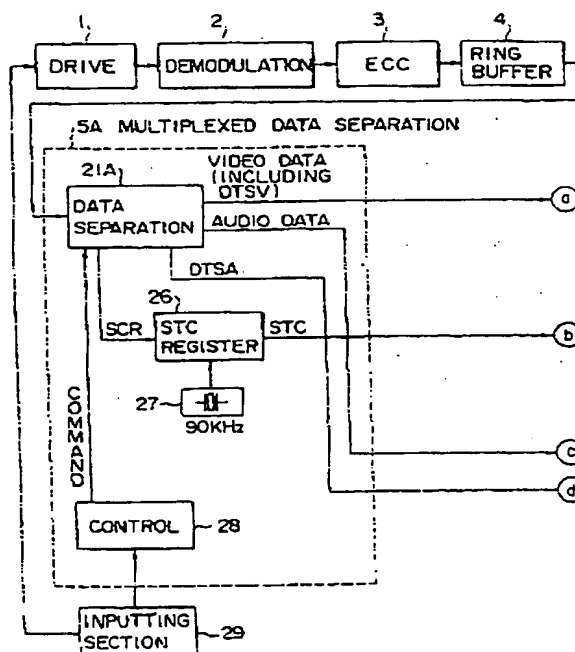 1
2
3
4
DRIVE
DEMODULATION
ECC
RING
BUFFER
5A MULTIPLEXED DATA SEPARATION
21A
VIDEO DATA
(INCLUDING
DTSV)
a
DATA
SEPARATION
AUDIO DATA
DTSA
26
SCR
STC
REGISTER
STC
b
27
90KHz
COMMAND
c
d
CONTROL
28
INPUTTING
SECTION
29